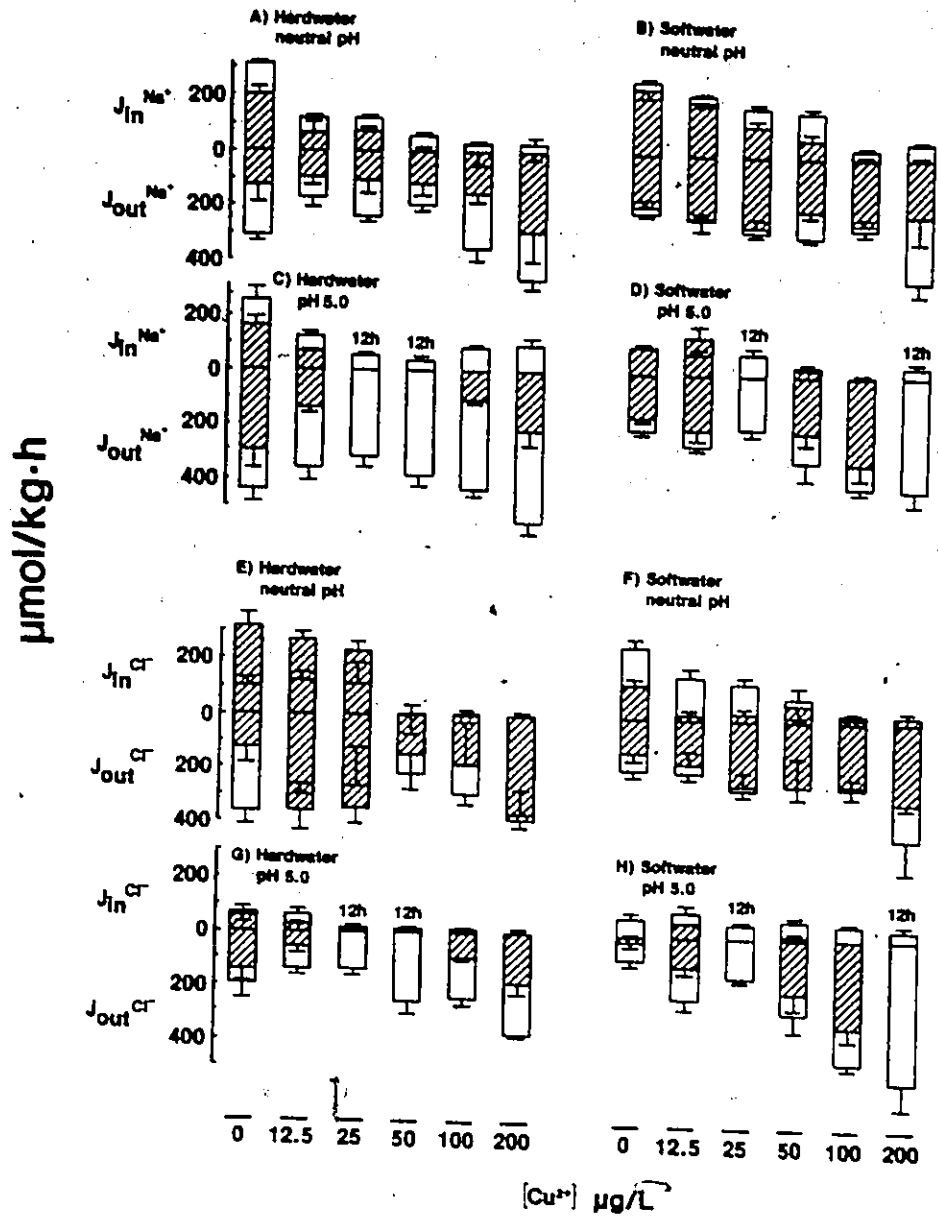 A) Hardwater
neutral pH
B) Softwater
neutral pH
200
0
200
400
J_in^Na+
J_out^Na+
C) Hardwater
pH 5.0
D) Softwater
pH 5.0
200
0
200
400
J_in^Na+
J_out^Na+
12h
12h
12h
12h
µmol/kg·h
E) Hardwater
neutral pH
F) Softwater
neutral pH
200
0
200
400
J_in^Cl-
J_out^Cl-
G) Hardwater
pH 5.0
H) Softwater
pH 5.0
200
0
200
400
J_in^Cl-
J_out^Cl-
12h
12h
12h
12h
0 12.5 25 50 100 200
0 12.5 25 50 100 200
[Cu²⁺] µg/L